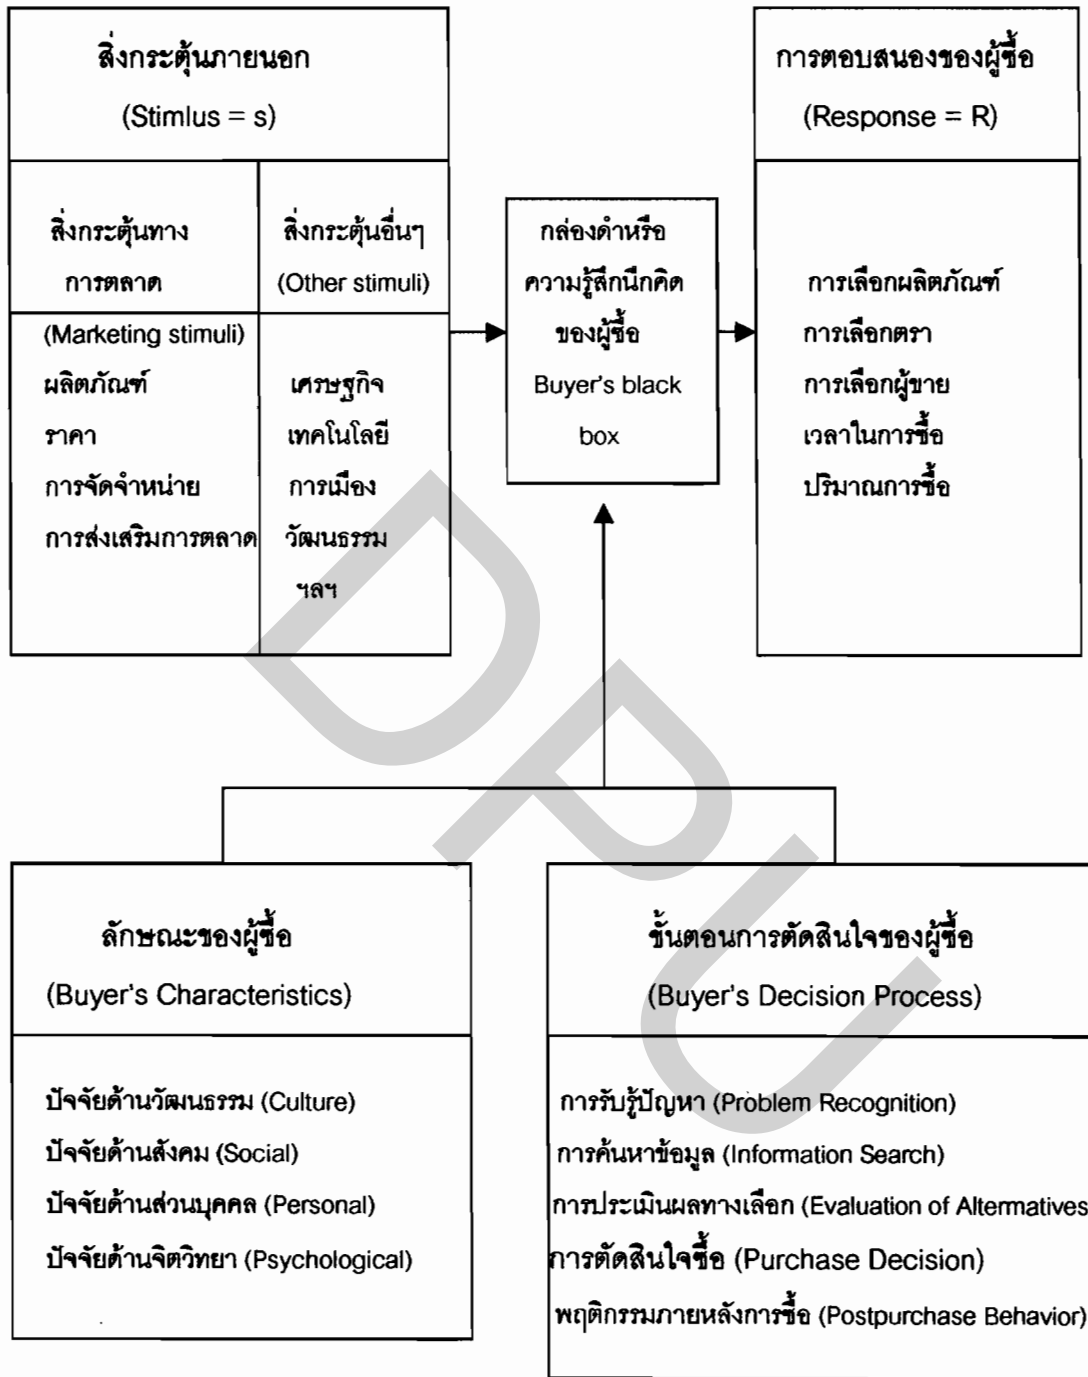 สิ่งกระตุ้นภายนอก
(Stimlus = s)
สิ่งกระตุ้นทาง
การตลาด
(Marketing stimuli)
ผลิตภัณฑ์
ราคา
การจัดจำหน่าย
การส่งเสริมการตลาด
สิ่งกระตุ้นอื่นๆ
(Other stimuli)
เศรษฐกิจ
เทคโนโลยี
การเมือง
วัฒนธรรม
ฯลฯ
กล่องดำหรือ
ความรู้สึกนึกคิด
ของผู้ซื้อ
Buyer's black
box
การตอบสนองของผู้ซื้อ
(Response = R)
การเลือกผลิตภัณฑ์
การเลือกตรา
การเลือกผู้ขาย
เวลาในการซื้อ
ปริมาณการซื้อ
ลักษณะของผู้ซื้อ
(Buyer's Characteristics)
ปัจจัยด้านวัฒนธรรม (Culture)
ปัจจัยด้านสังคม (Social)
ปัจจัยด้านส่วนบุคคล (Personal)
ปัจจัยด้านจิตวิทยา (Psychological)
ขั้นตอนการตัดสินใจของผู้ซื้อ
(Buyer's Decision Process)
การรับรู้ปัญหา (Problem Recognition)
การค้นหาข้อมูล (Information Search)
การประเมินผลทางเลือก (Evaluation of Alternatives
การตัดสินใจซื้อ (Purchase Decision)
พฤติกรรมภายหลังการซื้อ (Postpurchase Behavior)
DPU